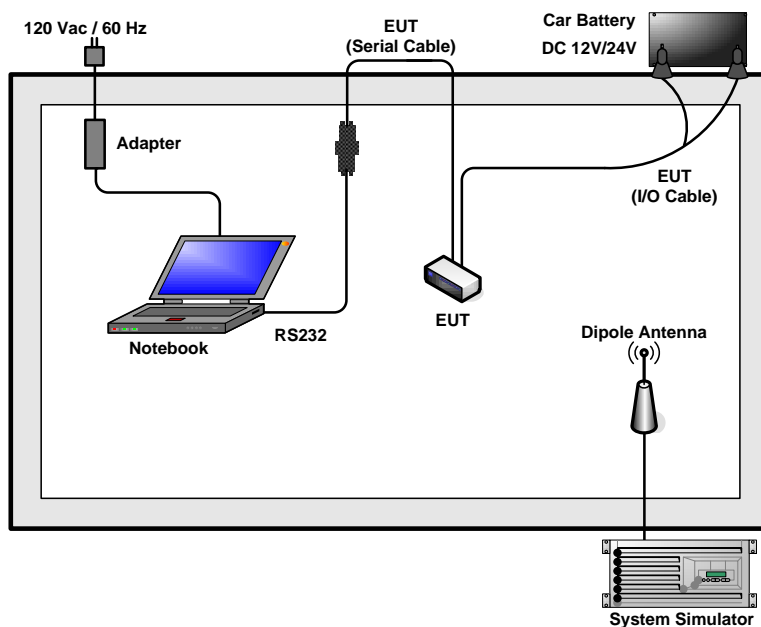 120 Vac / 60 Hz
EUT
(Serial Cable)
Car Battery
DC 12V/24V
Adapter
EUT
(I/O Cable)
Notebook
RS232
EUT
Dipole Antenna
System Simulator